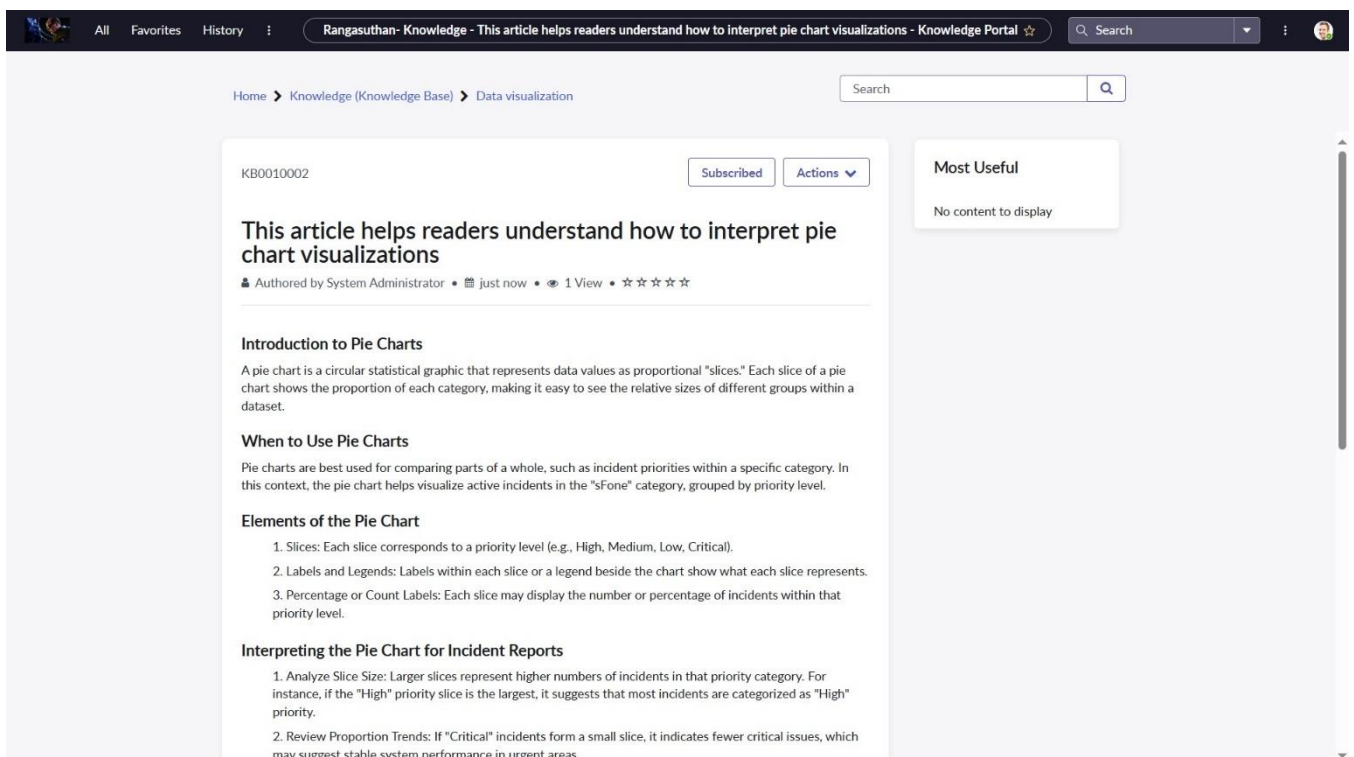 All Favorites History Rangasuthan- Knowledge - This article helps readers understand how to interpret pie chart visualizations - Knowledge Portal Search
Home Knowledge (Knowledge Base) Data visualization Search
KB0010002 Subscribed Actions
Most Useful
No content to display
This article helps readers understand how to interpret pie
chart visualizations
Authored by System Administrator • just now • 1 View •
Introduction to Pie Charts
A pie chart is a circular statistical graphic that represents data values as proportional "slices." Each slice of a pie
chart shows the proportion of each category, making it easy to see the relative sizes of different groups within a
dataset.
When to Use Pie Charts
Pie charts are best used for comparing parts of a whole, such as incident priorities within a specific category. In
this context, the pie chart helps visualize active incidents in the "sFone" category, grouped by priority level.
Elements of the Pie Chart
1. Slices: Each slice corresponds to a priority level (e.g., High, Medium, Low, Critical).
2. Labels and Legends: Labels within each slice or a legend beside the chart show what each slice represents.
3. Percentage or Count Labels: Each slice may display the number or percentage of incidents within that
priority level.
Interpreting the Pie Chart for Incident Reports
1. Analyze Slice Size: Larger slices represent higher numbers of incidents in that priority category. For
instance, if the "High" priority slice is the largest, it suggests that most incidents are categorized as "High"
priority.
2. Review Proportion Trends: If "Critical" incidents form a small slice, it indicates fewer critical issues, which
may suggest stable system performance in urgent areas.